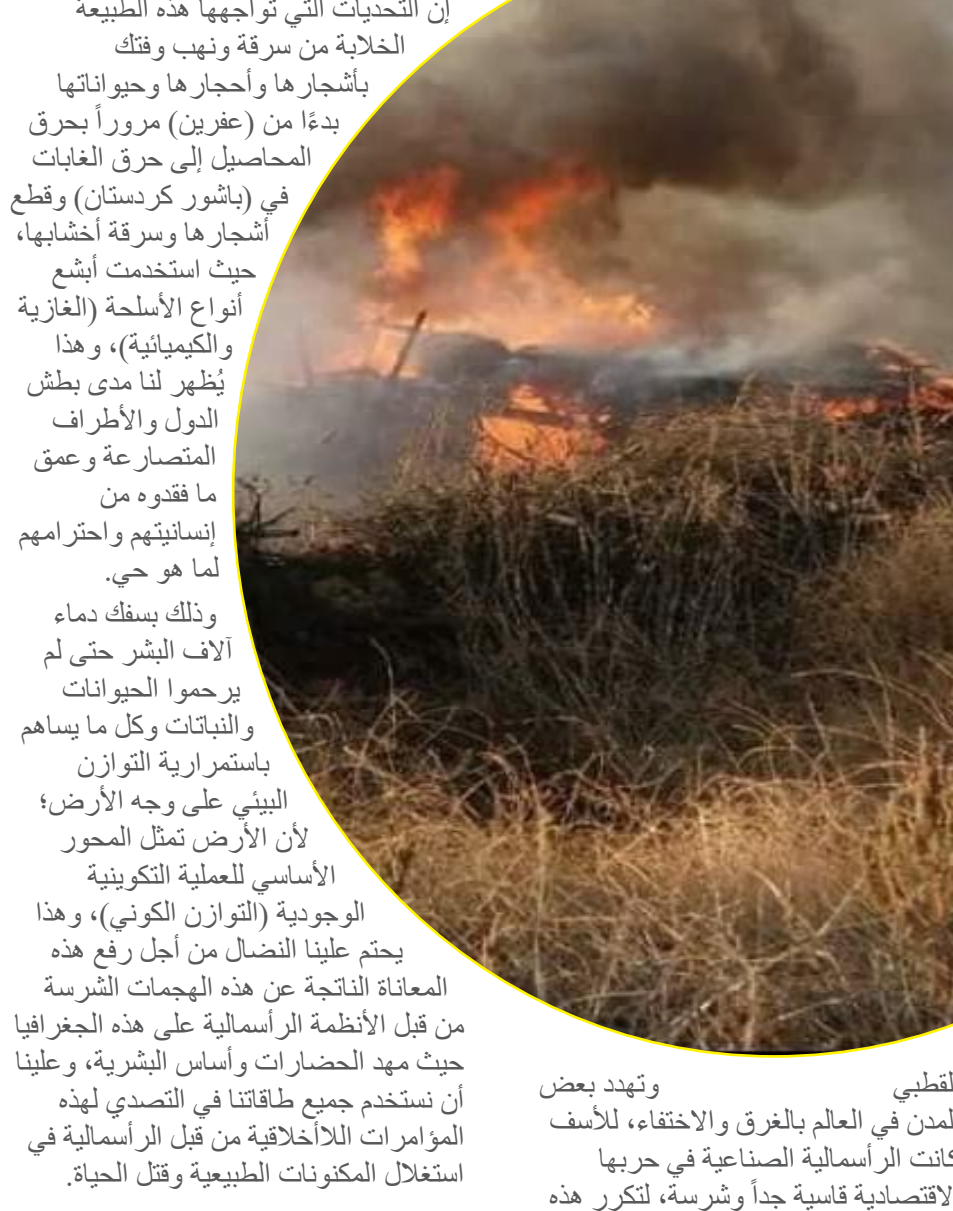 لقطبي وتهدد بعض
لمدن في العالم بالغرق والاختفاء، للأسف
كانت الرأسمالية الصناعية في حربها
لاقتصادية قاسية جداً وشرسة، لتكرر هذه
إن التحديات التي تواجهها هذه الطبيعة
الخلابة من سرقة ونهب وفتك
بأشجارها وأحجارها وحيواناتها
بدءًا من (عفرين) مروراً بحرق
المحاصيل إلى حرق الغابات
في (باشور كردستان) وقطع
أشجارها وسرقة أخشابها،
حيث استخدمت أبشع
أنواع الأسلحة (الغازية
والكيميائية)، وهذا
يُظهر لنا مدى بطش
الدول والأطراف
المتصارعة وعمق
ما فقدوه من
إنسانيتهم واحترامهم
لما هو حي.
وذلك بسفك دماء
آلاف البشر حتى لم
يرحموا الحيوانات
والنباتات وكل ما يساهم
باستمرارية التوازن
البيئي على وجه الأرض؛
لأن الأرض تمثل المحور
الأساسي للعملية التكوينية
الوجودية (التوازن الكوني)، وهذا
يحتم علينا النضال من أجل رفع هذه
المعاناة الناتجة عن هذه الهجمات الشرسة
من قبل الأنظمة الرأسمالية على هذه الجغرافيا
حيث مهد الحضارات وأساس البشرية، وعلينا
أن نستخدم جميع طاقاتنا في التصدي لهذه
المؤامرات اللاأخلاقية من قبل الرأسمالية في
استغلال المكنونات الطبيعية وقتل الحياة.